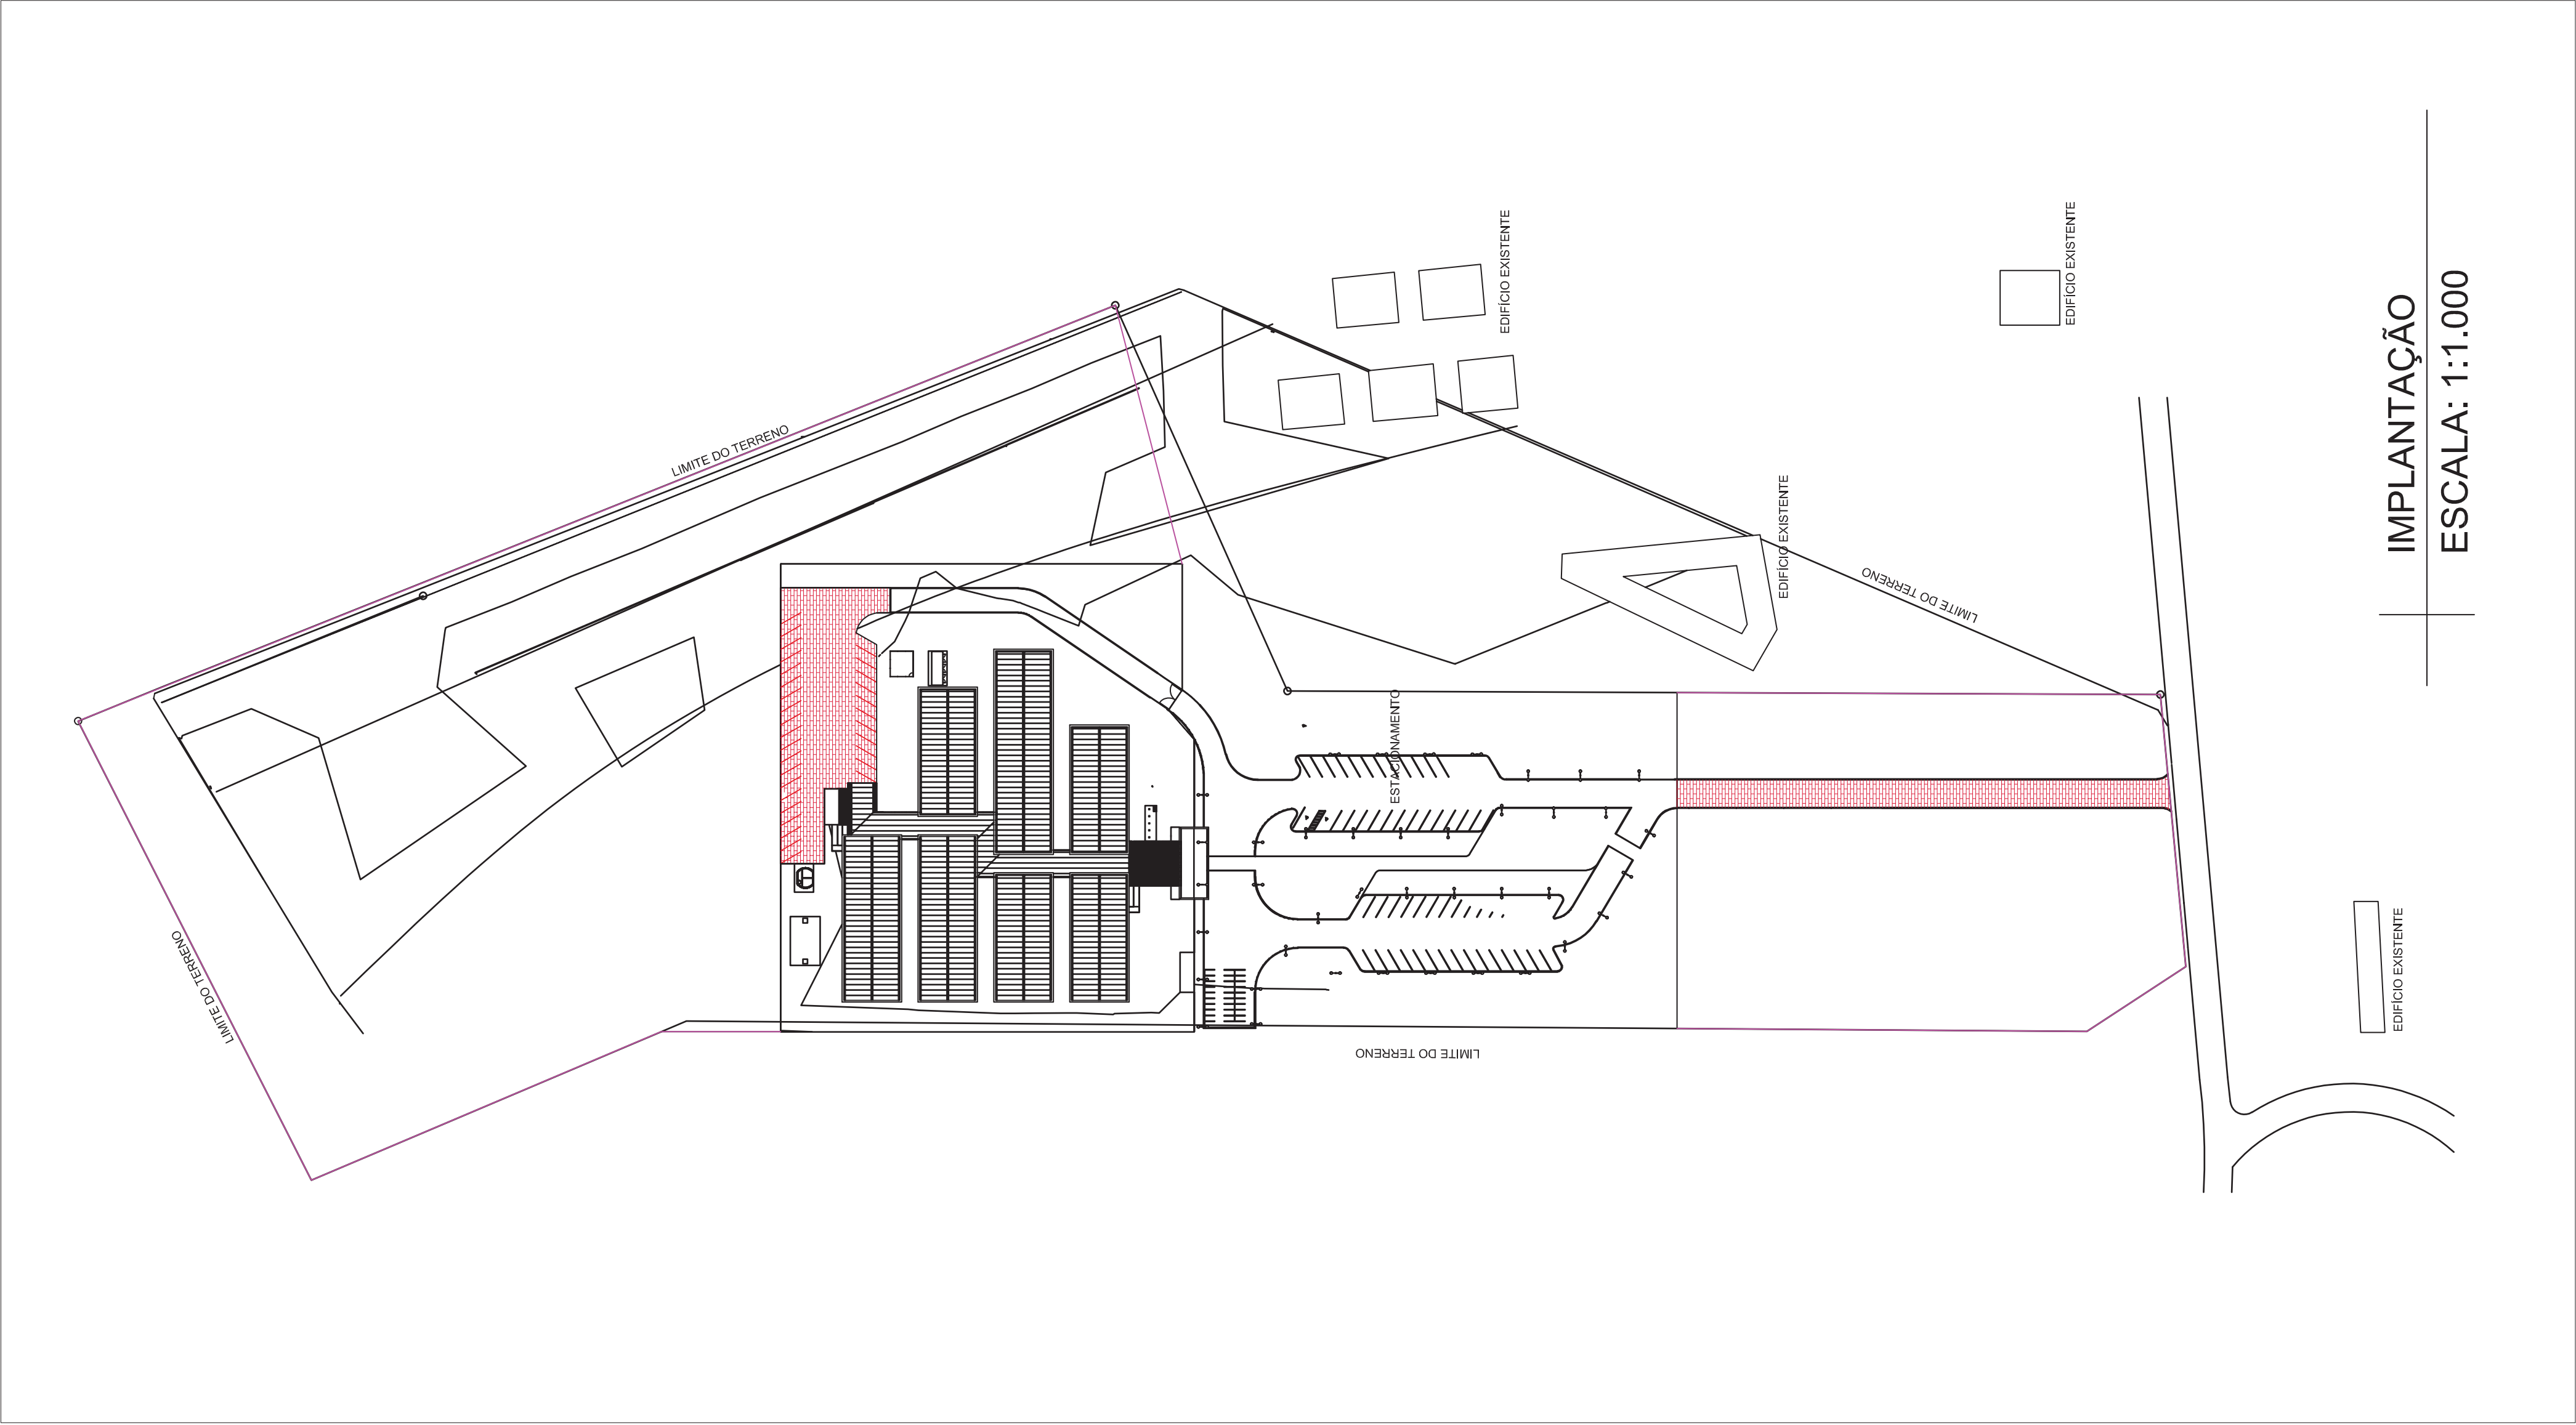 EDIFÍCIO EXISTENTE
EDIFÍCIO EXISTENTE
LIMITE DO TERRENO
EDIFÍCIO EXISTENTE
LIMITE DO TERRENO
ESTACIONAMENTO
LIMITE DO TERRENO
LIMITE DO TERRENO
EDIFÍCIO EXISTENTE
IMPLANTAÇÃO
ESCALA: 1:1.000